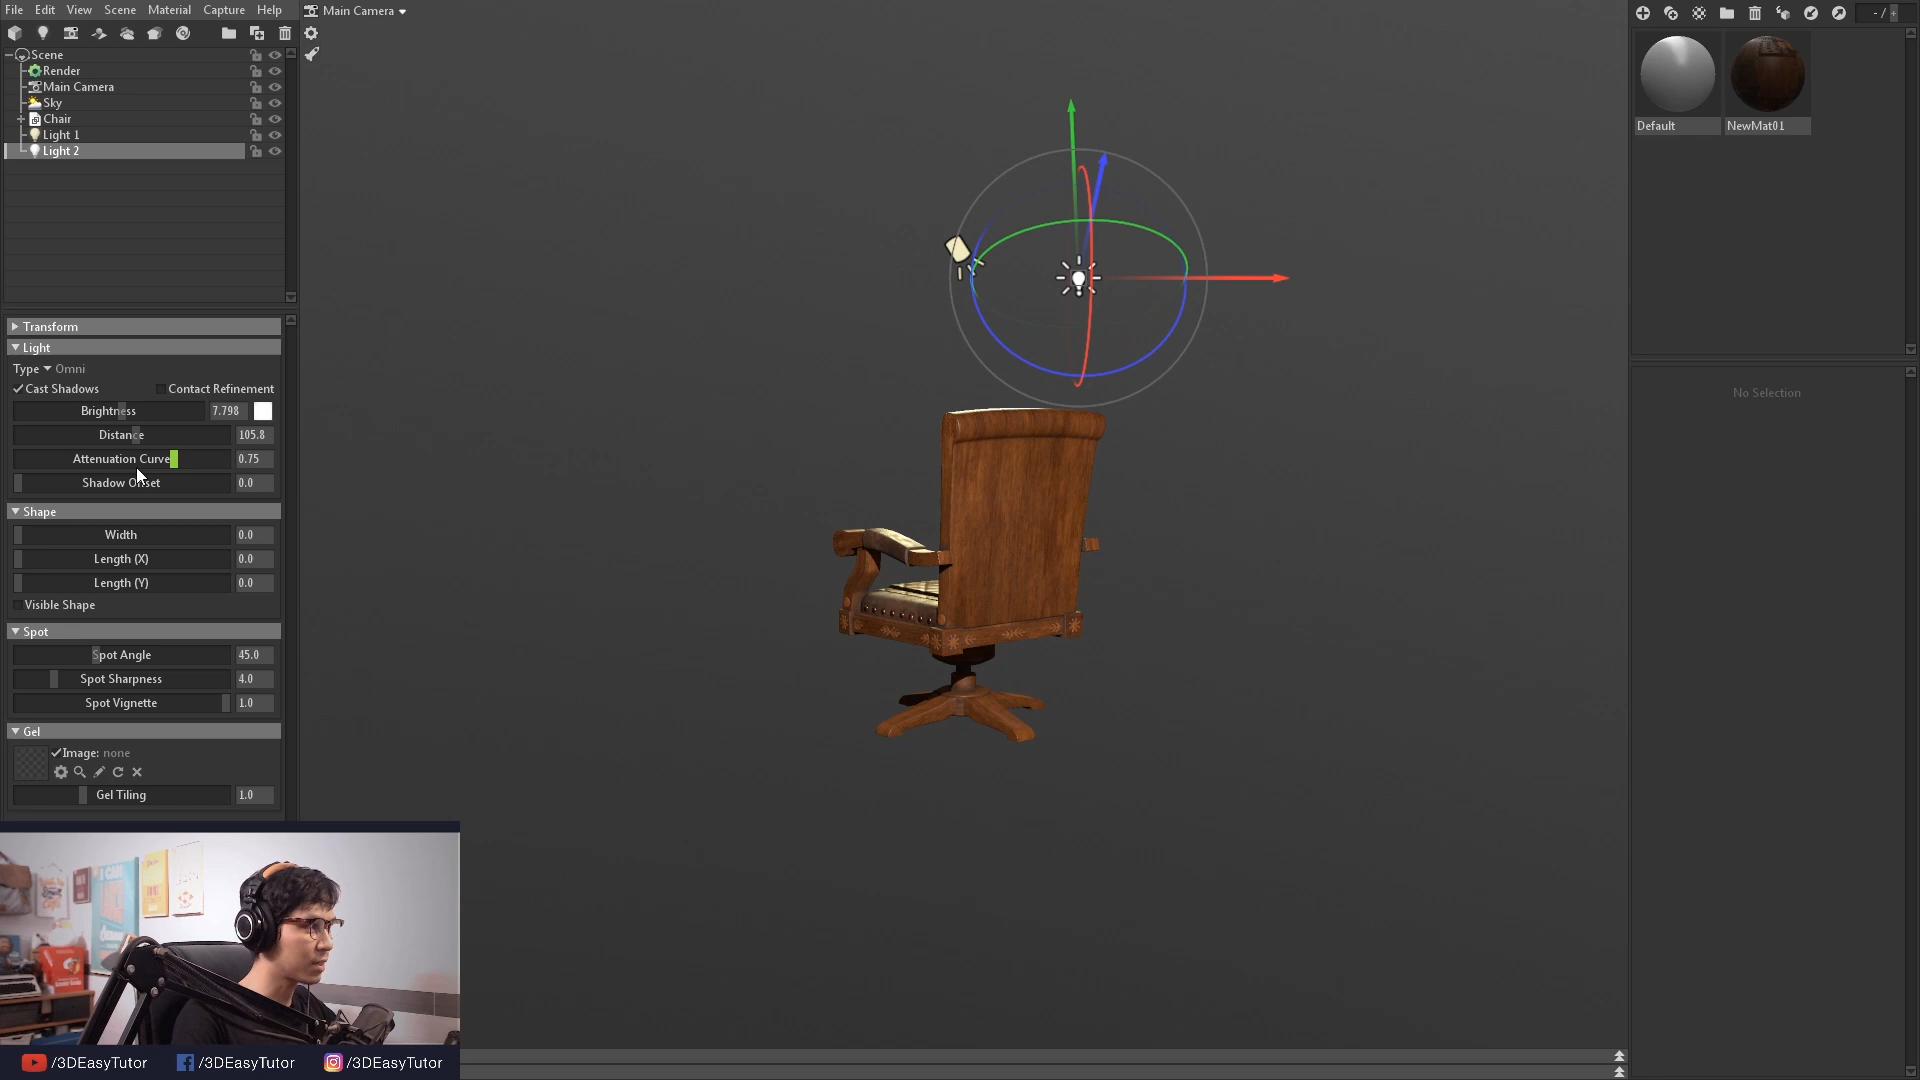 File Edit View Scene Material Capture Help
Main Camera
- / +
Scene
Render
Main Camera
Sky
Chair
Light 1
Light 2
Default
NewMat01
Transform
Light
Type Omni
Cast Shadows Contact Refinement
Brightness 7.798
Distance 105.8
Attenuation Curve 0.75
Shadow Offset 0.0
Shape
Width 0.0
Length (X) 0.0
Length (Y) 0.0
Visible Shape
Spot
Spot Angle 45.0
Spot Sharpness 4.0
Spot Vignette 1.0
Gel
Image: none
Gel Tiling 1.0
No Selection
I CAN
/3DEasyTutor /3DEasyTutor /3DEasyTutor